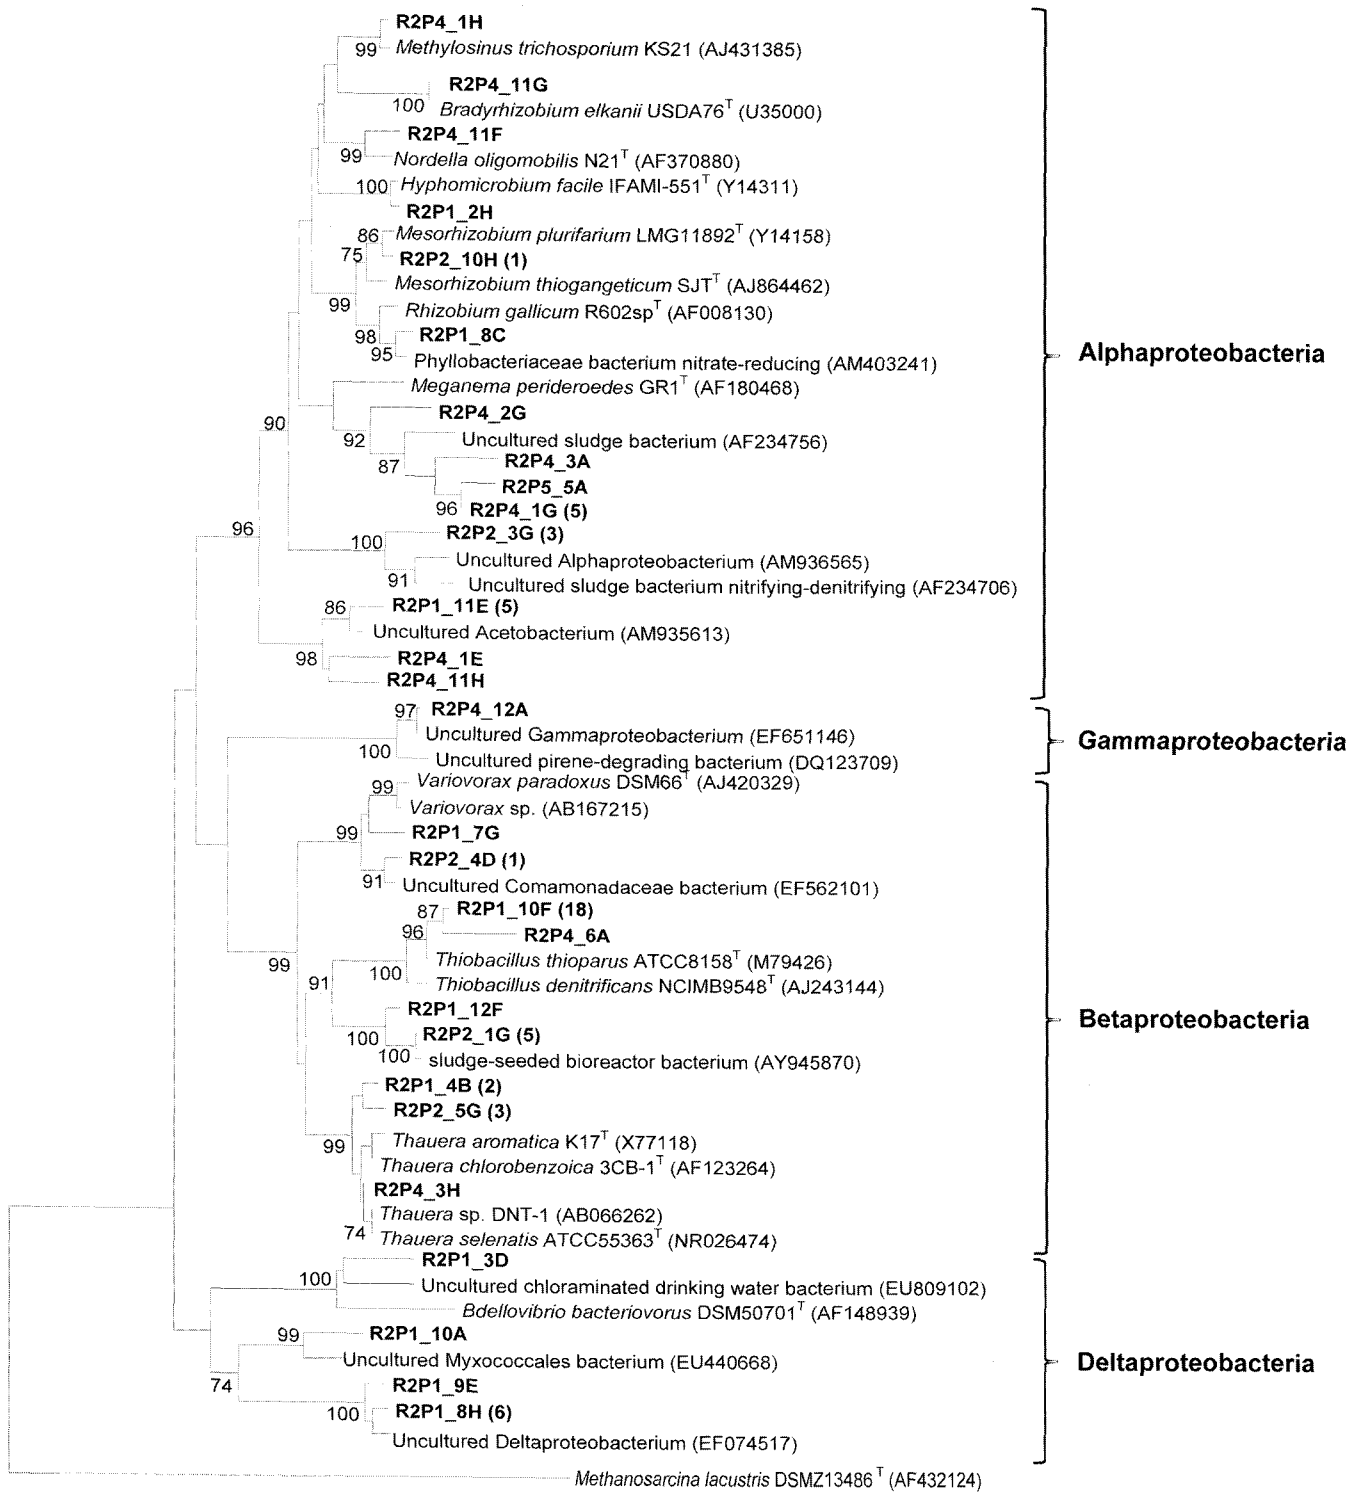 R2P4_1H
99
Methylosinus trichosporium KS21 (AJ431385)
R2P4_11G
100
Bradyrhizobium elkanii USDA76T (U35000)
R2P4_11F
99
Nordella oligomobilis N21T (AF370880)
100
Hyphomicrobium facile IFAMI-551T (Y14311)
R2P1_2H
86
Mesorhizobium plurifarium LMG11892T (Y14158)
75
R2P2_10H (1)
Mesorhizobium thiogangeticum SJTT (AJ864462)
99
Rhizobium gallicum R602spT (AF008130)
98
R2P1_8C
95
Phyllobacteriaceae bacterium nitrate-reducing (AM403241)
Alphaproteobacteria
Meganema perideroedes GR1T (AF180468)
R2P4_2G
90
92
Uncultured sludge bacterium (AF234756)
87
R2P4_3A
R2P5_5A
96
R2P4_1G (5)
96
R2P2_3G (3)
100
Uncultured Alphaproteobacterium (AM936565)
91
Uncultured sludge bacterium nitrifying-denitrifying (AF234706)
86
R2P1_11E (5)
Uncultured Acetobacterium (AM935613)
98
R2P4_1E
R2P4_11H
97
R2P4_12A
Uncultured Gammaproteobacterium (EF651146)
Gammaproteobacteria
100
Uncultured pirene-degrading bacterium (DQ123709)
Variovorax paradoxus DSM66T (AJ420329)
99
Variovorax sp. (AB167215)
99
R2P1_7G
R2P2_4D (1)
91
Uncultured Comamonadaceae bacterium (EF562101)
87
R2P1_10F (18)
96
R2P4_6A
Thiobacillus thioparus ATCC8158T (M79426)
99
100
91
Thiobacillus denitrificans NCIMB9548T (AJ243144)
R2P1_12F
Betaproteobacteria
100
R2P2_1G (5)
100
sludge-seeded bioreactor bacterium (AY945870)
R2P1_4B (2)
R2P2_5G (3)
99
Thauera aromatica K17T (X77118)
Thauera chlorobenzoica 3CB-1T (AF123264)
R2P4_3H
Thauera sp. DNT-1 (AB066262)
74
Thauera selenatis ATCC55363T (NR026474)
R2P1_3D
100
Uncultured chloraminated drinking water bacterium (EU809102)
Bdellovibrio bacteriovorus DSM50701T (AF148939)
99
R2P1_10A
Uncultured Myxococcales bacterium (EU440668)
Deltaproteobacteria
74
R2P1_9E
100
R2P1_8H (6)
Uncultured Deltaproteobacterium (EF074517)
Methanosarcina lacustris DSMZ13486T (AF432124)